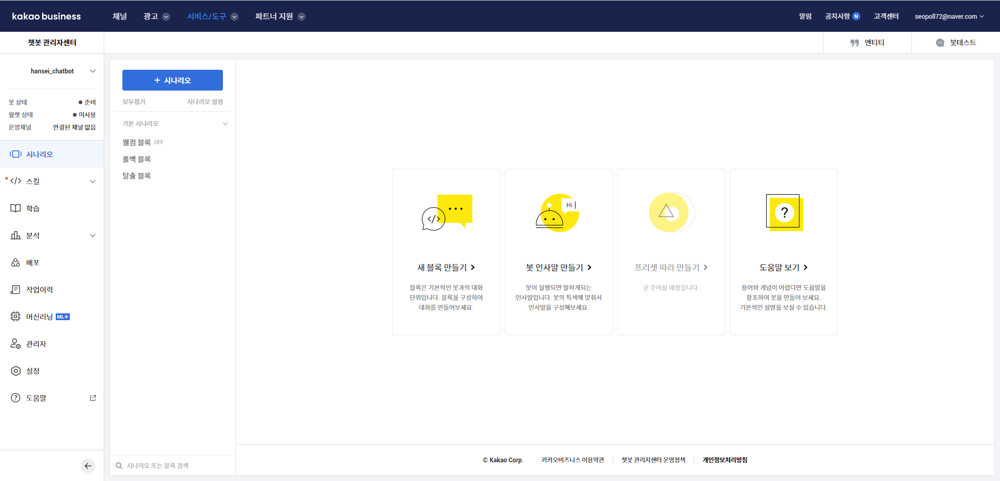 kakao business
채널
광고
서비스/도구
파트너 지원
알림
공지사항 N
고객센터
seopoll72@naver.com
챗봇 관리자센터
엔티티
봇테스트
hansei_chatbot
봇 상태
준비
월렛 상태
미사용
운영채널
연결된 채널 없음
시나리오
스킬
학습
분석
배포
작업이력
머신러닝 ML+
관리자
설정
도움말
+ 시나리오
모두접기
시나리오 설정
기본 시나리오
웰컴 블록 OFF
폴백 블록
탈출 블록
시나리오 또는 블록 검색
</>
새 블록 만들기
블록은 기본적인 봇과의 대화
단위입니다. 블록을 구성하여
대화를 만들어보세요.
Hi
봇 인사말 만들기
봇이 실행되면 말하게되는
인사말입니다. 봇의 특색에 맞춰서
인사말을 구성해보세요.
프리셋 따라 만들기
곧 준비될 예정입니다.
?
도움말 보기
용어와 개념이 어렵다면 도움말을
참조하여 봇을 만들어 보세요.
기본적인 설명을 보실 수 있습니다.
© Kakao Corp.
카카오비즈니스 이용약관
챗봇 관리자센터 운영정책
개인정보처리방침